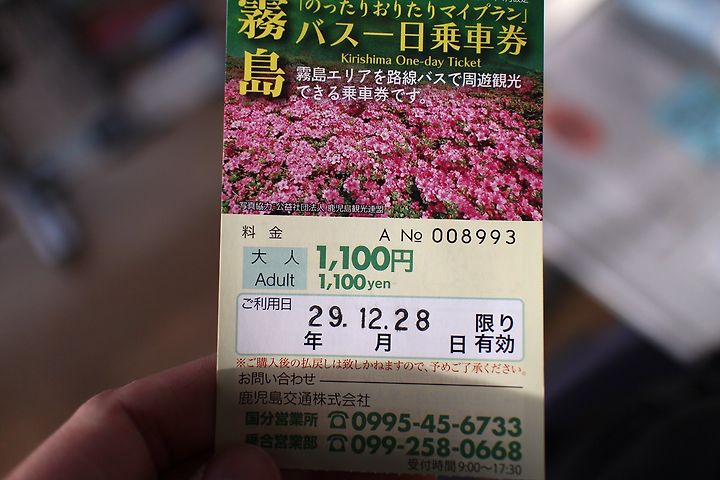 霧島
「のったりおりたりマイプラン」
バス一日乗車券
Kirishima One-day Ticket
霧島エリアを路線バスで周遊観光
できる乗車券です。
写真協力 公益社団法人 鹿児島県観光連盟
料金
A № 008993
大人 1,100円
Adult 1,100yen
ご利用日
29.12.28 限り
年 月 日 有効
※ご購入後の払戻しは致しかねますので、予めご了承ください。
お問い合わせ
鹿児島交通株式会社
国分営業所 ☎0995-45-6733
乗合営業部 ☎099-258-0668
受付時間 9:00〜17:30